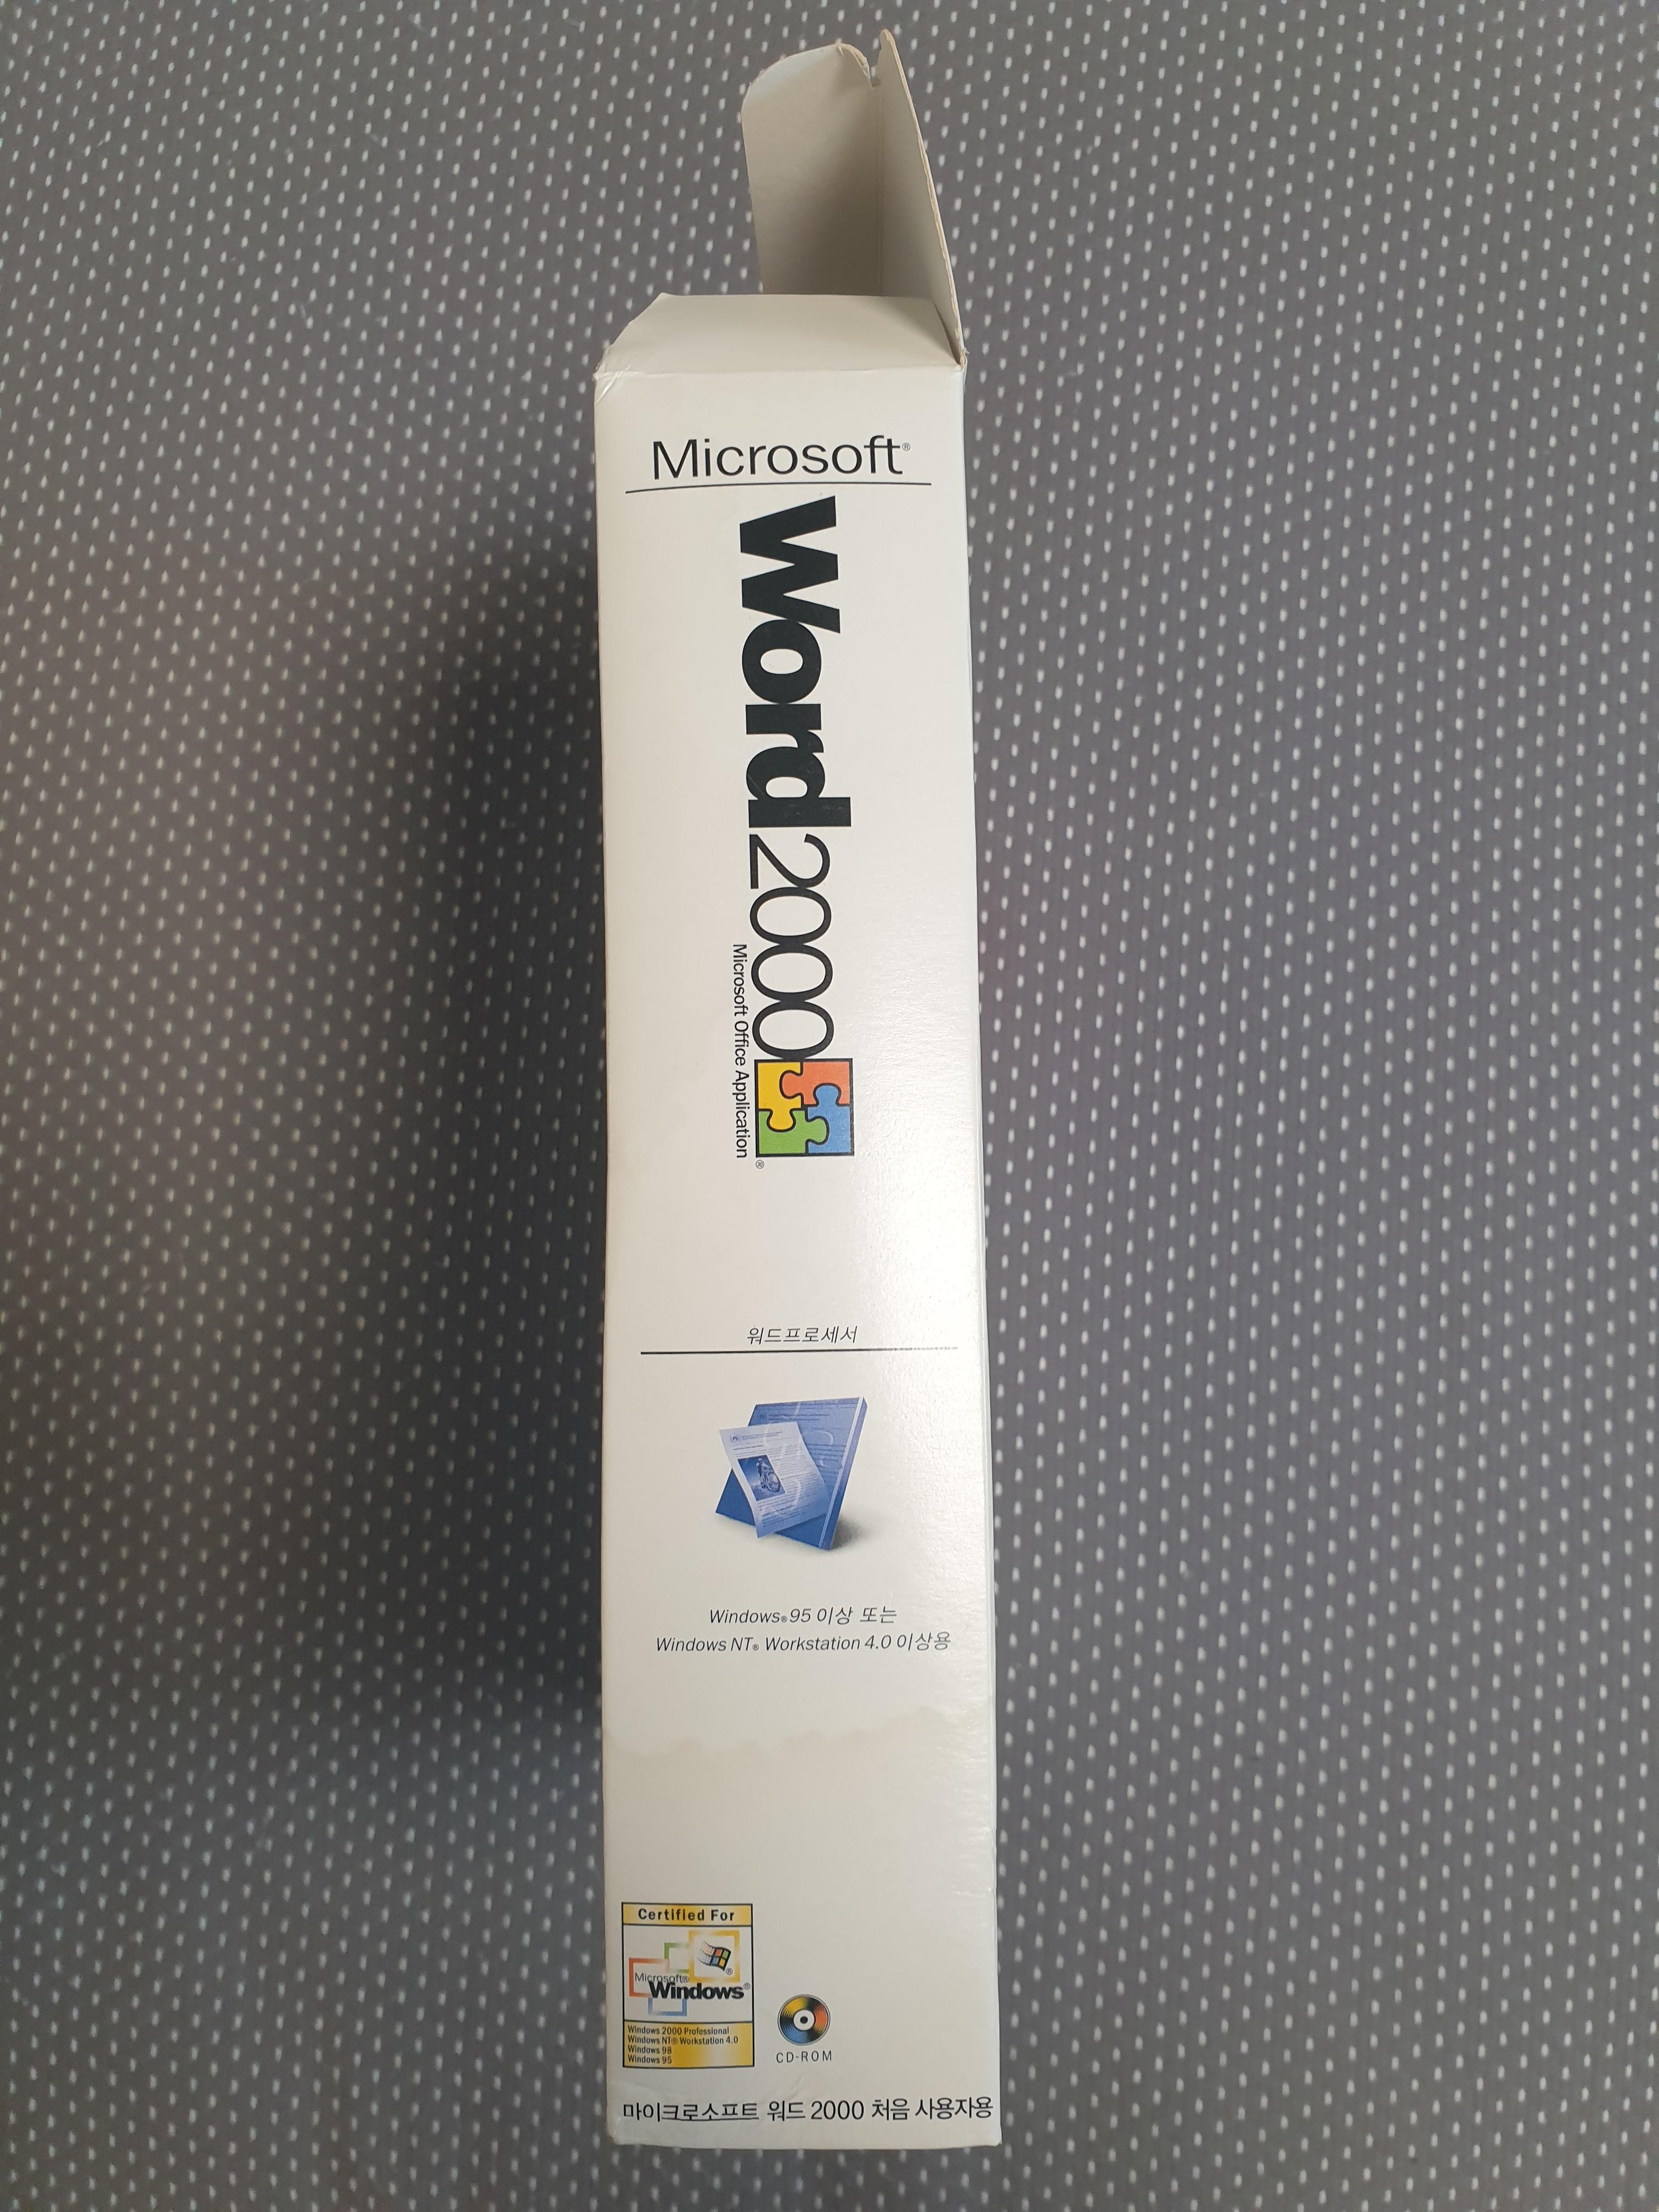 Microsoft®
Word2000
Microsoft Office Application
®
워드프로세서
Windows® 95 이상 또는
Windows NT® Workstation 4.0 이상용
Certified For
Microsoft®
Windows®
Windows 2000 Professional
Windows NT® Workstation 4.0
Windows 98
Windows 95
CD-ROM
마이크로소프트 워드 2000 처음 사용자용